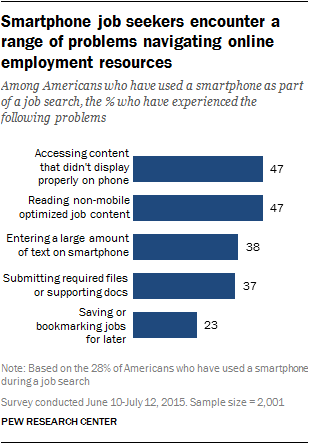 Smartphone job seekers encounter a
range of problems navigating online
employment resources
Among Americans who have used a smartphone as part
of a job search, the % who have experienced the
following problems
Accessing content
that didn't display
properly on phone
47
Reading non-mobile
optimized job content
47
Entering a large amount
of text on smartphone
38
Submitting required files
or supporting docs
37
Saving or
bookmarking jobs
for later
23
Note: Based on the 28% of Americans who have used a smartphone
during a job search
Survey conducted June 10-July 12, 2015. Sample size = 2,001
PEW RESEARCH CENTER